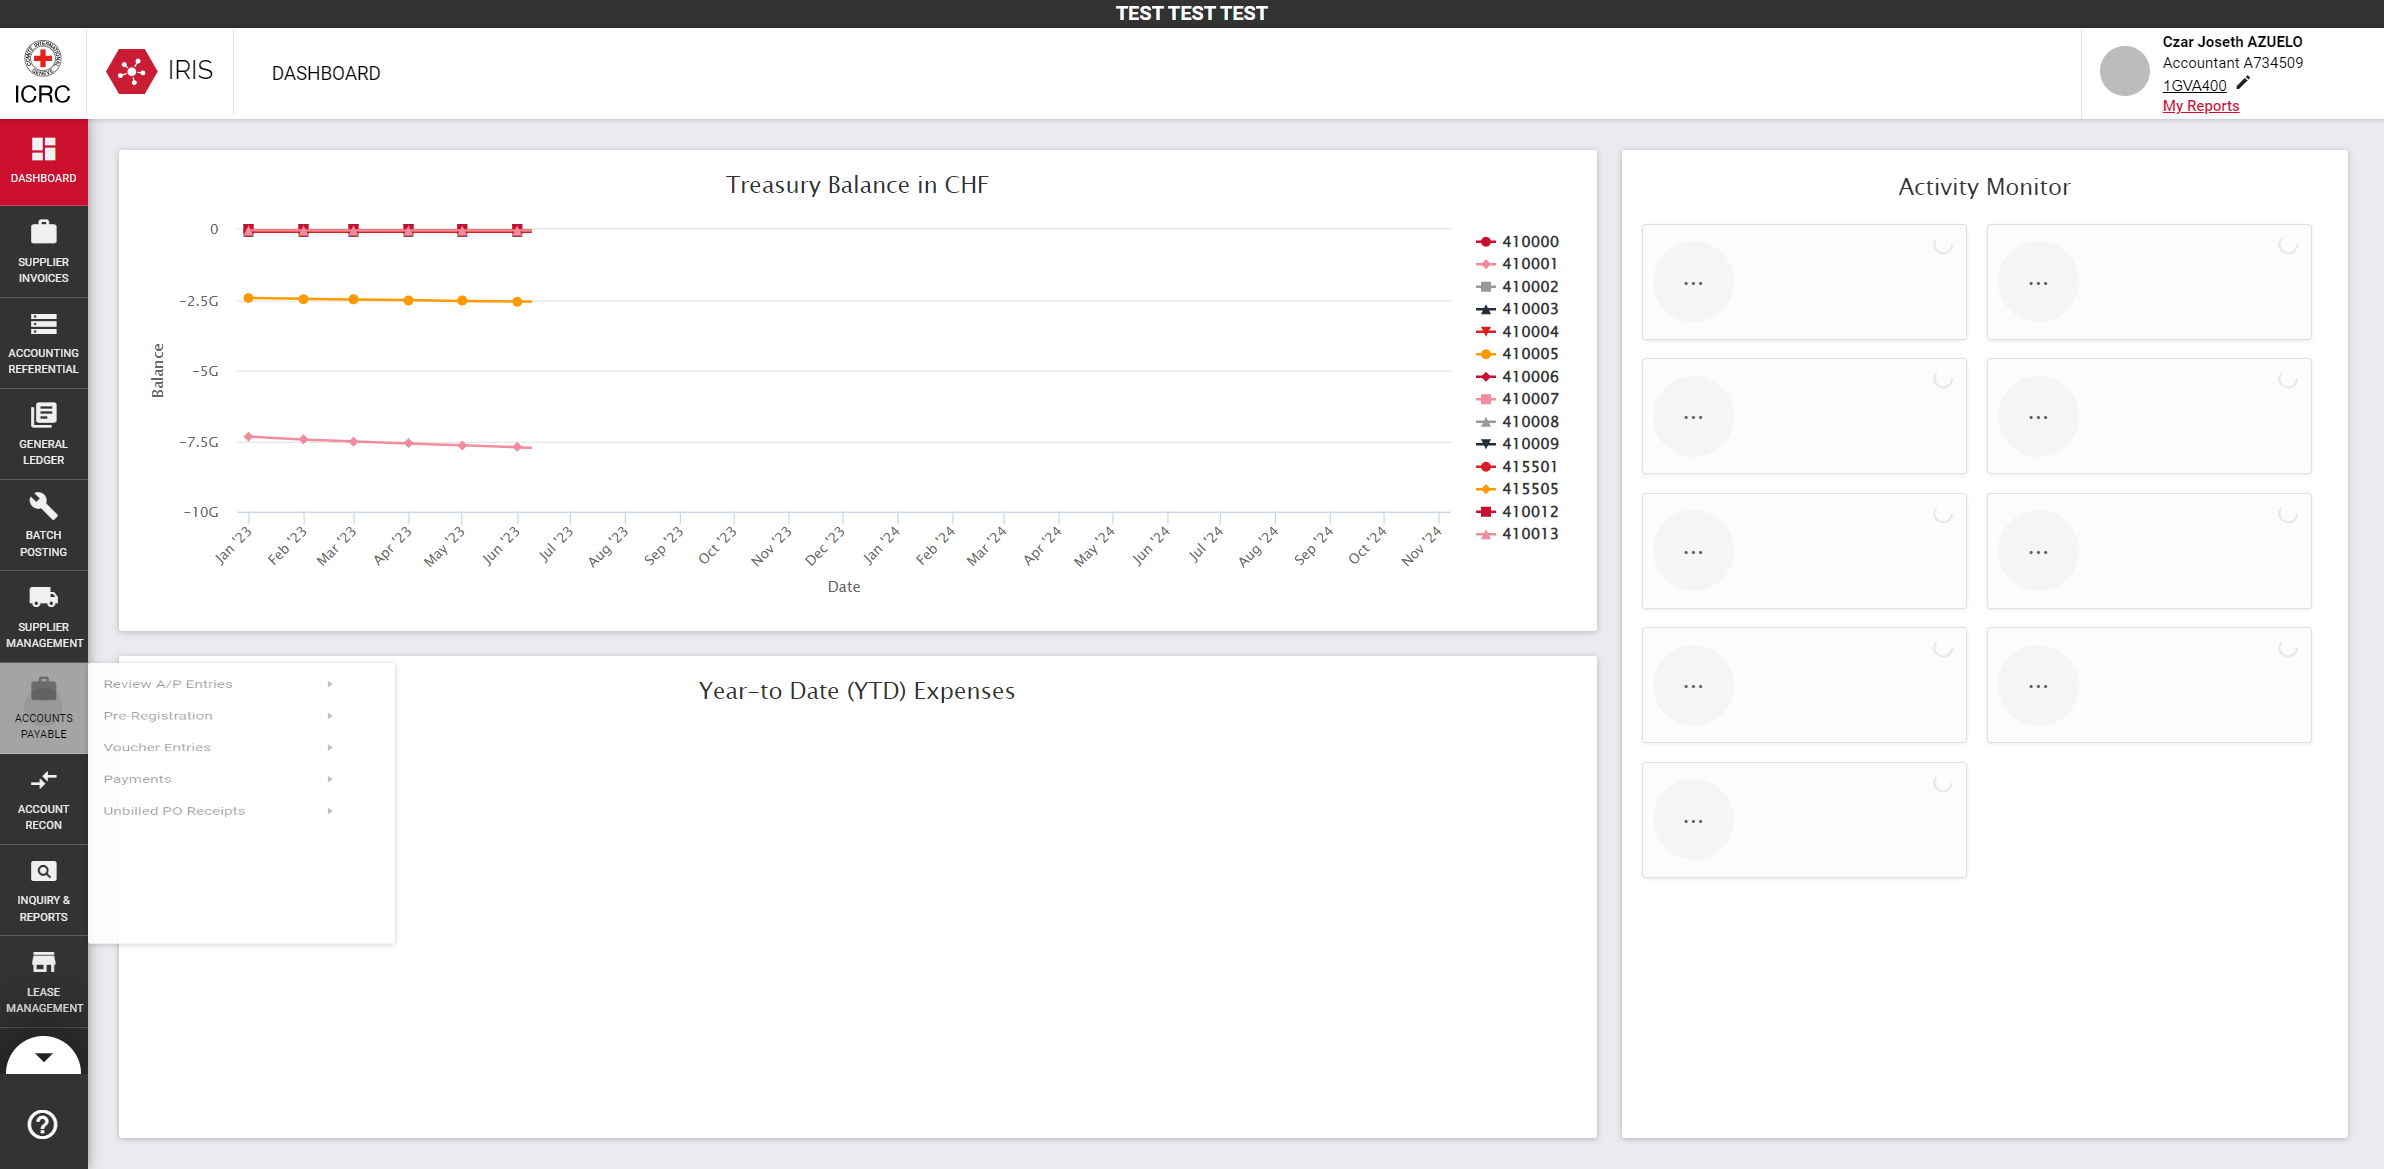 TEST TEST TEST
COMITE INTERNATIONAL GENEVE
ICRC
IRIS
DASHBOARD
Czar Joseth AZUELO
Accountant A734509
1GVA400
My Reports
DASHBOARD
SUPPLIER
INVOICES
ACCOUNTING
REFERENTIAL
GENERAL
LEDGER
BATCH
POSTING
SUPPLIER
MANAGEMENT
ACCOUNTS
PAYABLE
ACCOUNT
RECON
INQUIRY &
REPORTS
LEASE
MANAGEMENT
Review A/P Entries
Pre-Registration
Voucher Entries
Payments
Unbilled PO Receipts
Treasury Balance in CHF
Balance
0
−2.5G
−5G
−7.5G
−10G
Jan '23
Feb '23
Mar '23
Apr '23
May '23
Jun '23
Jul '23
Aug '23
Sep '23
Oct '23
Nov '23
Dec '23
Jan '24
Feb '24
Mar '24
Apr '24
May '24
Jun '24
Jul '24
Aug '24
Sep '24
Oct '24
Nov '24
Date
410000
410001
410002
410003
410004
410005
410006
410007
410008
410009
415501
415505
410012
410013
Year-to Date (YTD) Expenses
Activity Monitor
...
...
...
...
...
...
...
...
...